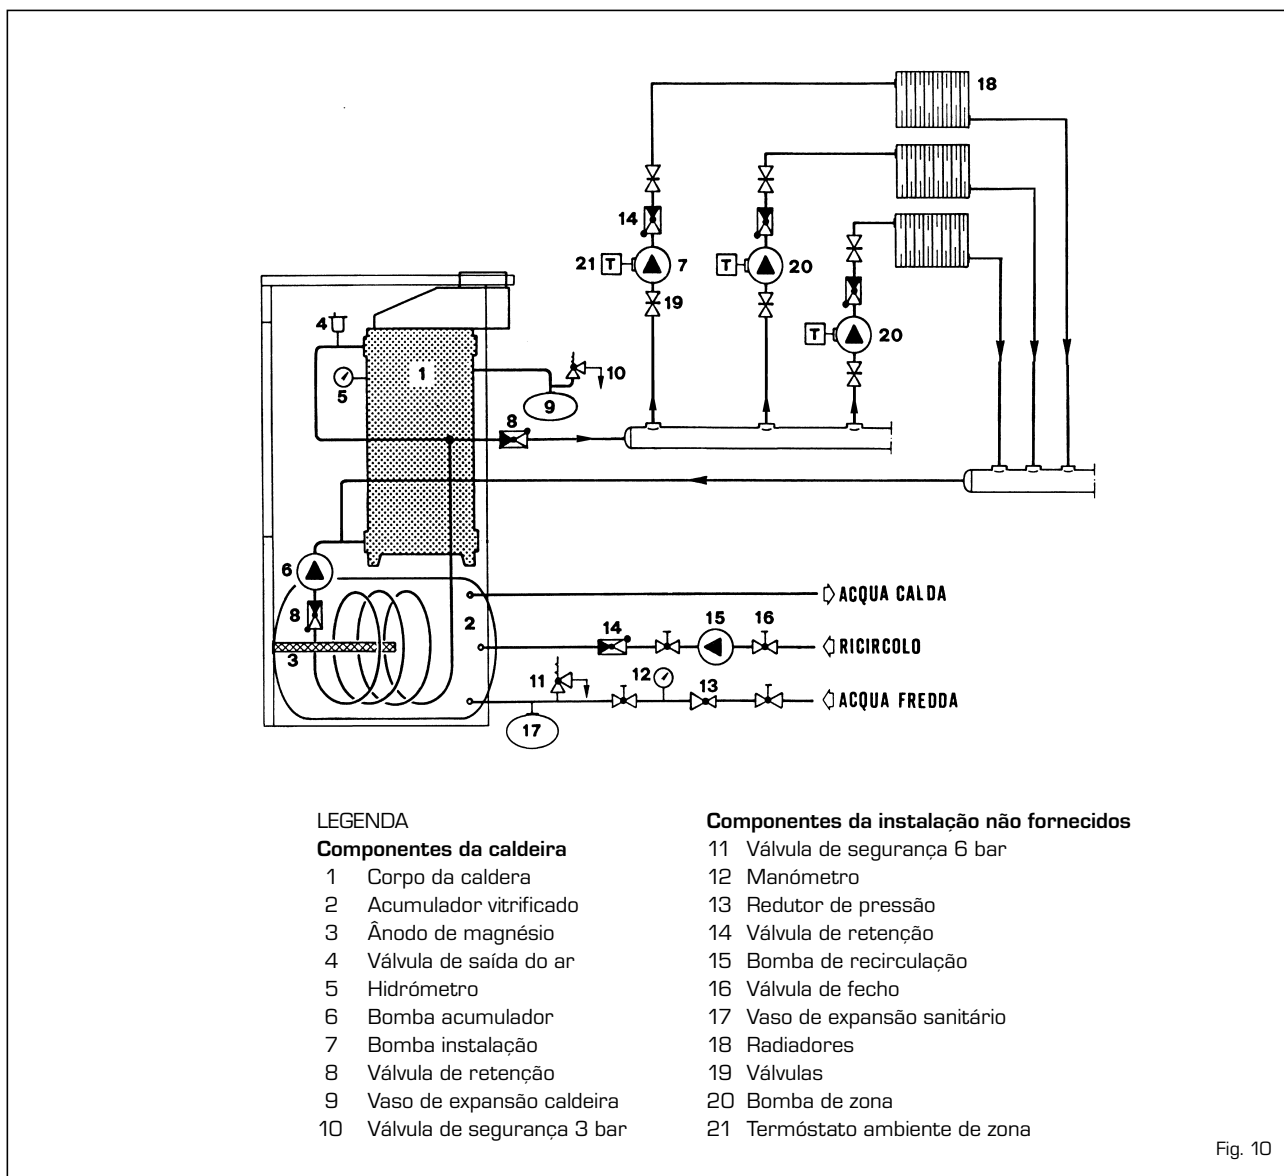 18
14
21 T 7
T 20
19
T 20
4
1
5
10
9
8
6
8
2
3
ACQUA CALDA
14 15 16
RICIRCOLO
11 12 13
ACQUA FREDDA
17
LEGENDA
Componentes da caldeira
1 Corpo da caldera
2 Acumulador vitrificado
3 Ânodo de magnésio
4 Válvula de saída do ar
5 Hidrómetro
6 Bomba acumulador
7 Bomba instalação
8 Válvula de retenção
9 Vaso de expansão caldeira
10 Válvula de segurança 3 bar
Componentes da instalação não fornecidos
11 Válvula de segurança 6 bar
12 Manómetro
13 Redutor de pressão
14 Válvula de retenção
15 Bomba de recirculação
16 Válvula de fecho
17 Vaso de expansão sanitário
18 Radiadores
19 Válvulas
20 Bomba de zona
21 Termóstato ambiente de zona
Fig. 10